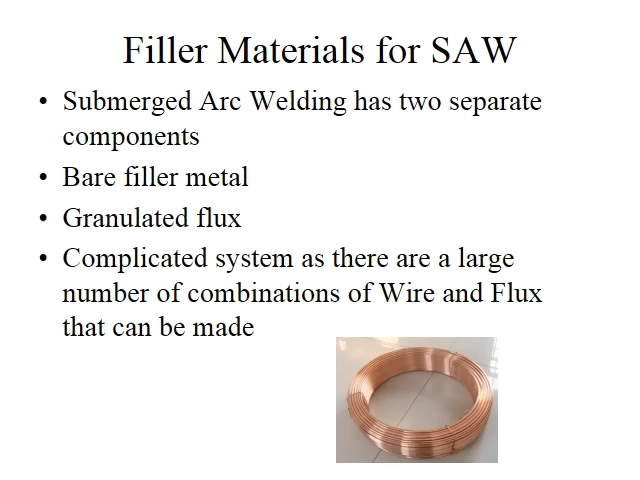 Filler Materials for SAW
• Submerged Arc Welding has two separate
components
• Bare filler metal
• Granulated flux
• Complicated system as there are a large
number of combinations of Wire and Flux
that can be made